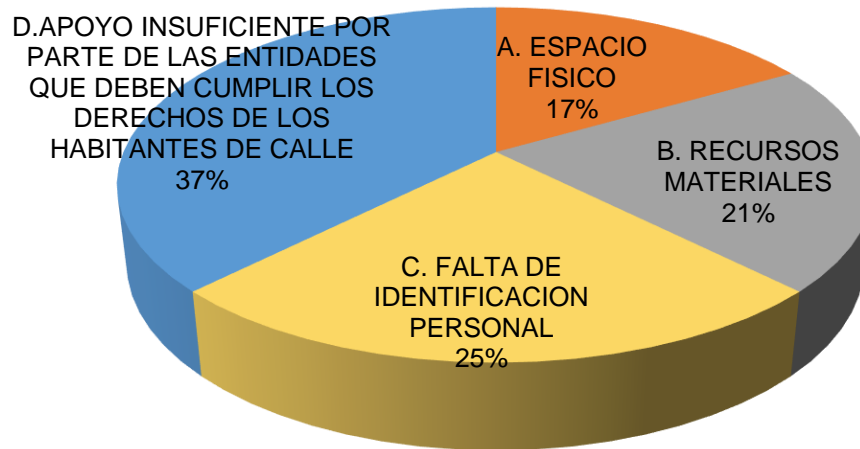 D.APOYO INSUFICIENTE POR
PARTE DE LAS ENTIDADES
QUE DEBEN CUMPLIR LOS
DERECHOS DE LOS
HABITANTES DE CALLE
37%
A. ESPACIO
FISICO
17%
B. RECURSOS
MATERIALES
21%
C. FALTA DE
IDENTIFICACION
PERSONAL
25%